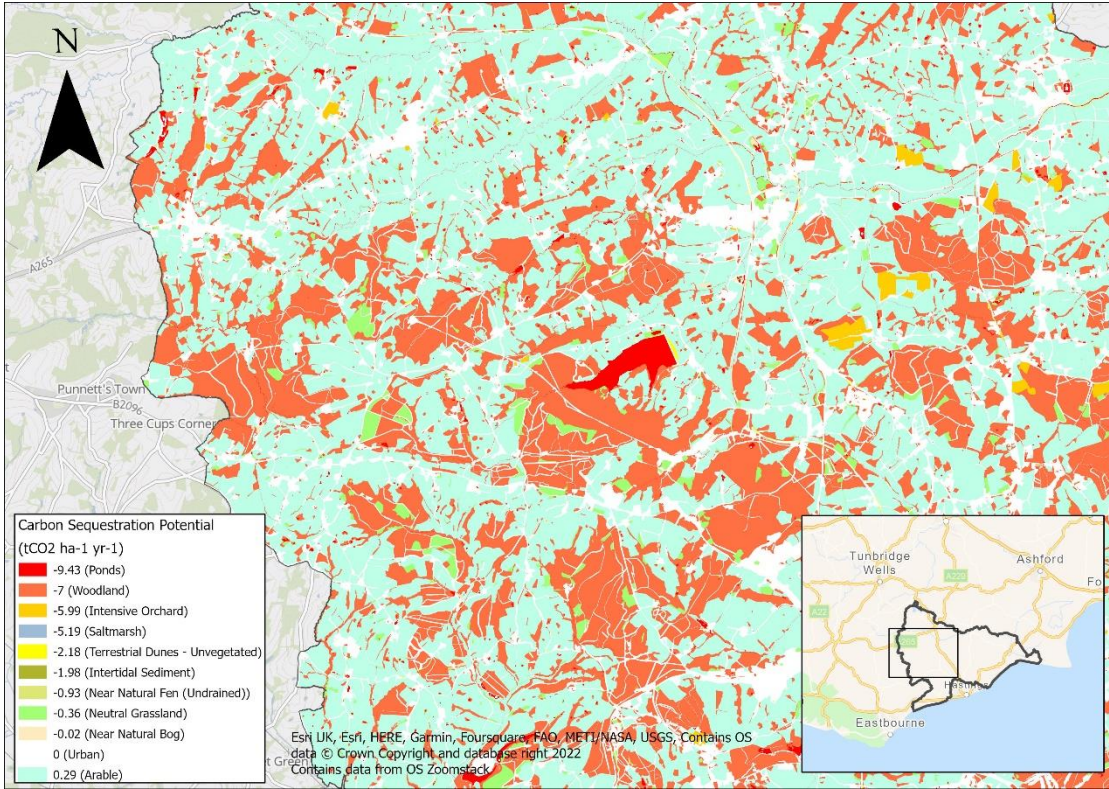 N
A265
Punnett's Town
B2096
Three Cups Corner
Carbon Sequestration Potential
(tCO2 ha-1 yr-1)
-9.43 (Ponds)
-7 (Woodland)
-5.99 (Intensive Orchard)
-5.19 (Saltmarsh)
-2.18 (Terrestrial Dunes - Unvegetated)
-1.98 (Intertidal Sediment)
-0.93 (Near Natural Fen (Undrained))
-0.36 (Neutral Grassland)
-0.02 (Near Natural Bog)
0 (Urban)
0.29 (Arable)
Green
Esri UK, Esri, HERE, Garmin, Foursquare, FAO, METI/NASA, USGS, Contains OS
data © Crown Copyright and database right 2022
Contains data from OS Zoomstack
Tunbridge
Wells
Ashford
Fo
A22
Hastings
Eastbourne